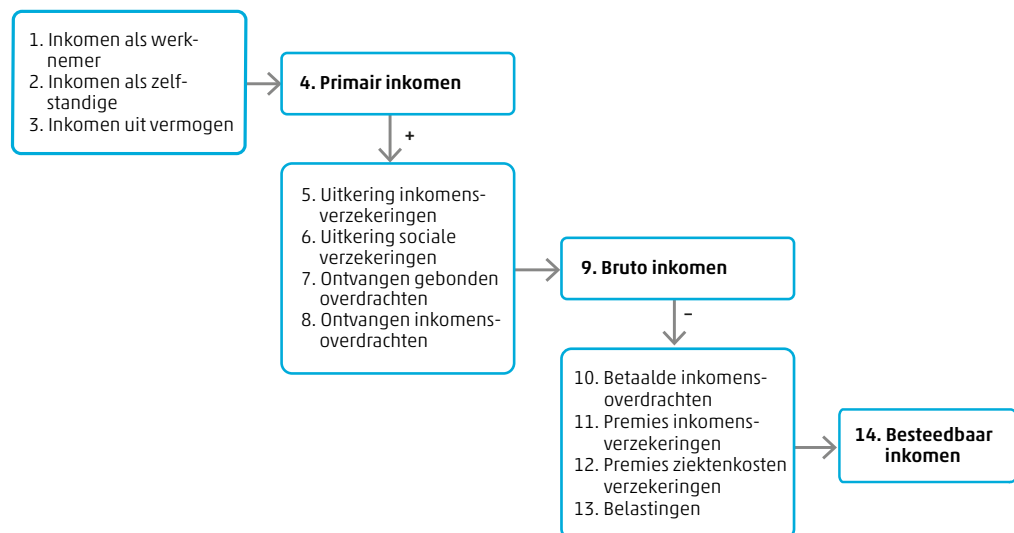 1. Inkomen als werk-
nemer
2. Inkomen als zelf-
standige
3. Inkomen uit vermogen
4. Primair inkomen
+
5. Uitkering inkomens-
verzekeringen
6. Uitkering sociale
verzekeringen
7. Ontvangen gebonden
overdrachten
8. Ontvangen inkomens-
overdrachten
9. Bruto inkomen
–
10. Betaalde inkomens-
overdrachten
11. Premies inkomens-
verzekeringen
12. Premies ziektenkosten
verzekeringen
13. Belastingen
14. Besteedbaar
inkomen